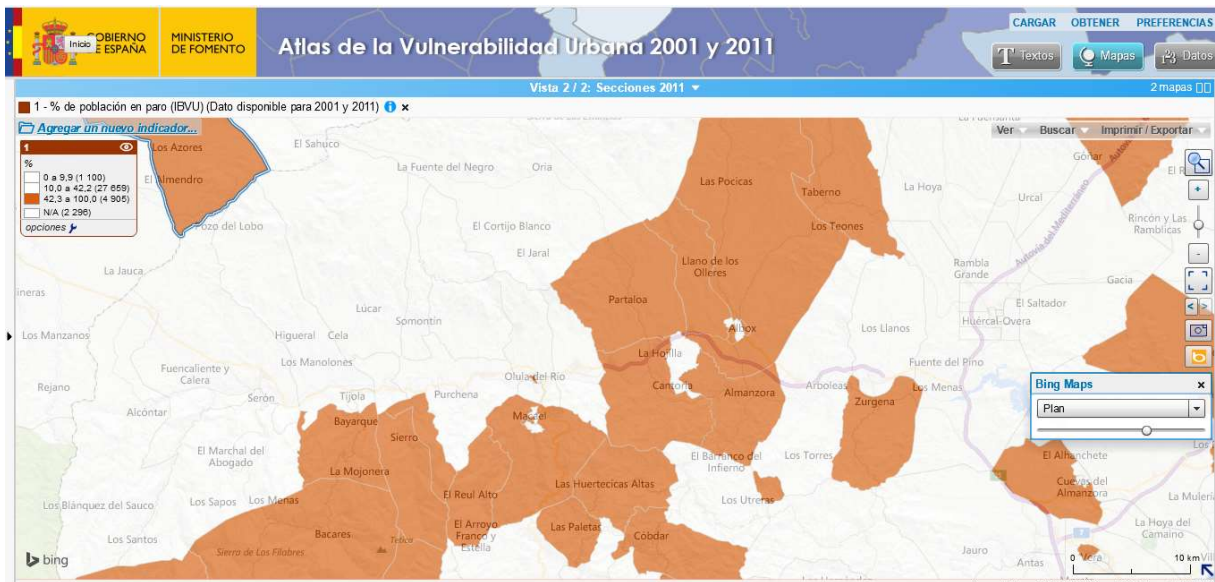 GOBIERNO
DE ESPAÑA
Inicio
MINISTERIO
DE FOMENTO
Atlas de la Vulnerabilidad Urbana 2001 y 2011
CARGAR OBTENER PREFERENCIAS
Textos
Mapas
Datos
Vista 2 / 2: Secciones 2011
2 mapas
1 - % de población en paro (IBVU) (Dato disponible para 2001 y 2011)
Agregar un nuevo indicador...
Ver Buscar Imprimir / Exportar
1
%
0 a 9,9 (1 100)
10,0 a 42,2 (27 659)
42,3 a 100,0 (4 905)
N/A (2 296)
opciones
Los Azores
El Almendro
Pozo del Lobo
El Sahuco
La Fuente del Negro
Oria
Las Pocicas
Taberno
La Hoya
Góñar
Urcal
Autovía del Mediterráneo
Rincón y Las
Ramblicas
El Cortijo Blanco
Los Teones
El Jaral
Llano de los
Olleres
Rambla
Grande
Gacia
La Jauca
Partaloa
El Saltador
Lúcar
Somontín
Albox
Los Llanos
Huércal-Overa
Los Manzanos
Higueral
Cela
La Hojilla
Fuencaliente y
Calera
Los Manolones
Olula del Río
Cantoria
Almanzora
Arboleas
Fuente del Pino
Los Menas
Rejano
Serón
Tíjola
Purchena
Zurgena
Alcóntar
Bayarque
Macael
Sierro
Bing Maps
Plan
El Marchal del
Abogado
La Mojonera
El Barranco del
Infierno
Los Torres
El Alhanchete
Cuevas del
Almanzora
Los Blánquez del Sauco
Los Sapos
Los Menas
El Reul Alto
Las Huertecicas Altas
Los Utreras
Los Santos
Sierra de Los Filabres
Bacares
Tetica
El Arroyo
Franco y
Estella
Las Paletas
Cobdar
La Hoya del
Camaino
Jauro
Antas
Vera
bing
0 10 km